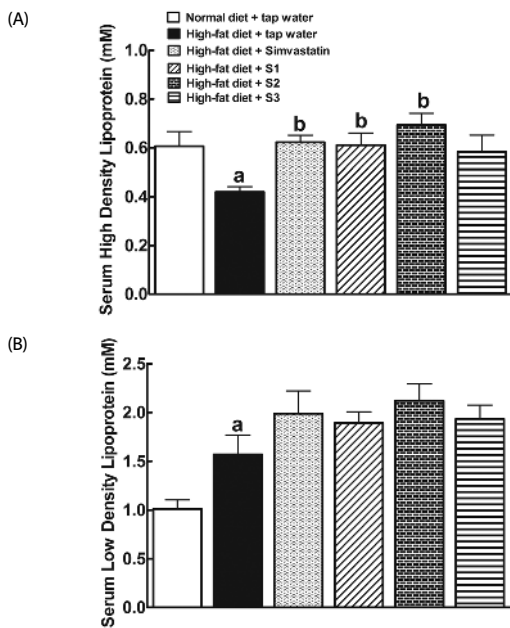 (A)
Normal diet + tap water
High-fat diet + tap water
High-fat diet + Simvastatin
High-fat diet + S1
High-fat diet + S2
High-fat diet + S3
Serum High Density Lipoprotein (mM)
1.0
0.8
0.6
0.4
0.2
0.0
a
b
b
b
(B)
Serum Low Density Lipoprotein (mM)
2.5
2.0
1.5
1.0
0.5
0.0
a